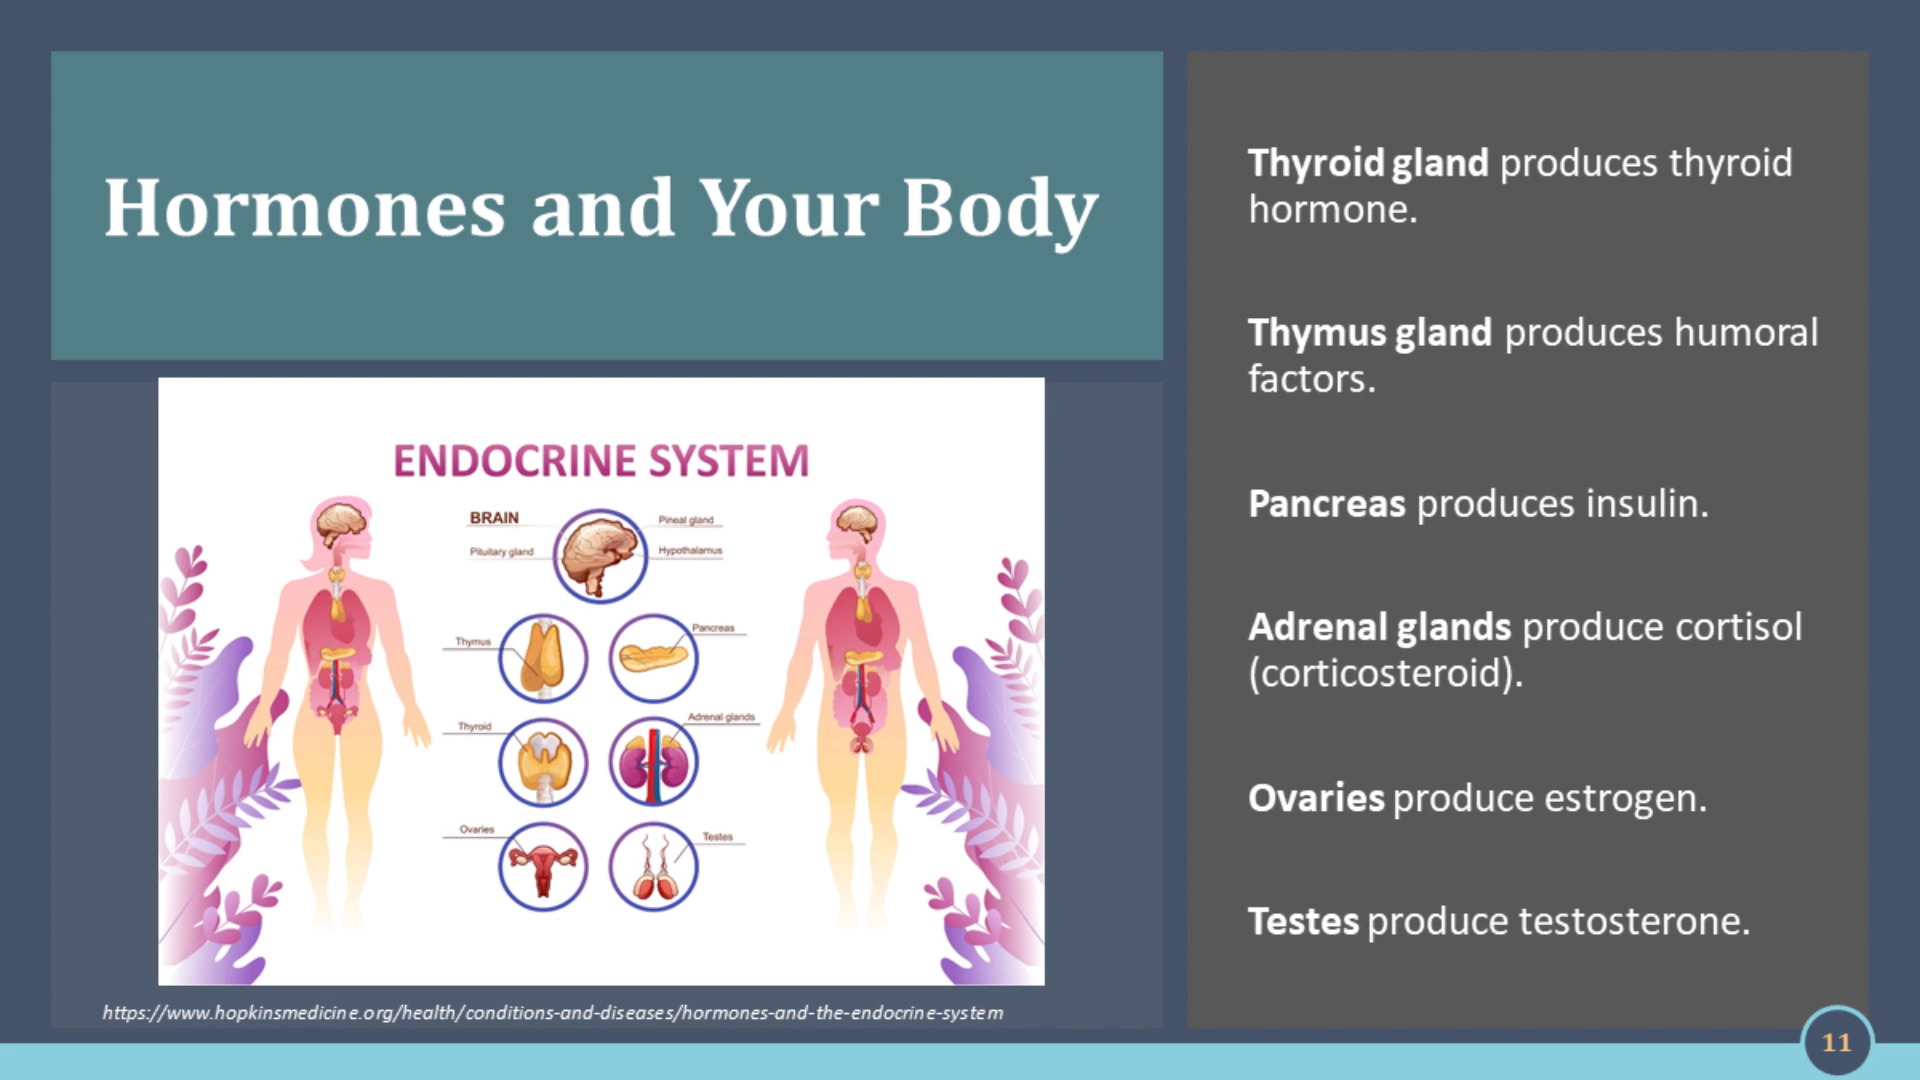 Hormones and Your Body
ENDOCRINE SYSTEM
BRAIN
Pineal gland
Pituitary gland
Hypothalamus
Thymus
Pancreas
Thyroid
Adrenal glands
Ovaries
Testes
https://www.hopkinsmedicine.org/health/conditions-and-diseases/hormones-and-the-endocrine-system
Thyroid gland produces thyroid
hormone.
Thymus gland produces humoral
factors.
Pancreas produces insulin.
Adrenal glands produce cortisol
(corticosteroid).
Ovaries produce estrogen.
Testes produce testosterone.
11